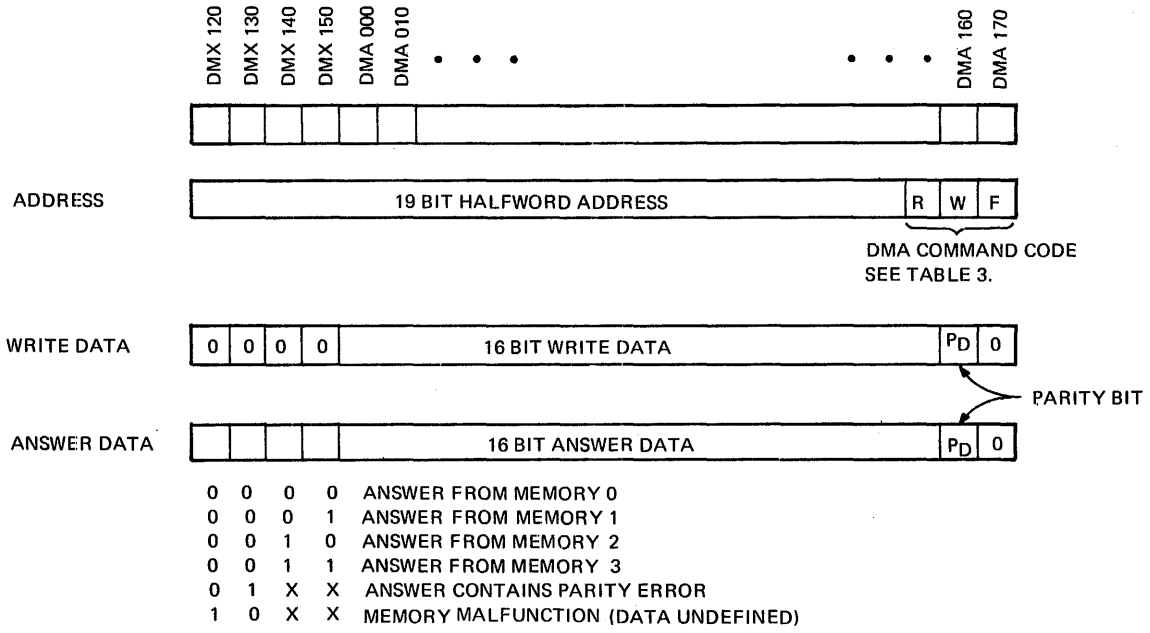 DMX 120 DMX 130 DMX 140 DMX 150 DMA 000 DMA 010 • • • • • • DMA 160 DMA 170
ADDRESS 19 BIT HALFWORD ADDRESS R W F
DMA COMMAND CODE
SEE TABLE 3.
WRITE DATA 0 0 0 0 16 BIT WRITE DATA PD 0
PARITY BIT
ANSWER DATA 16 BIT ANSWER DATA PD 0
0 0 0 0 ANSWER FROM MEMORY 0
0 0 0 1 ANSWER FROM MEMORY 1
0 0 1 0 ANSWER FROM MEMORY 2
0 0 1 1 ANSWER FROM MEMORY 3
0 1 X X ANSWER CONTAINS PARITY ERROR
1 0 X X MEMORY MALFUNCTION (DATA UNDEFINED)